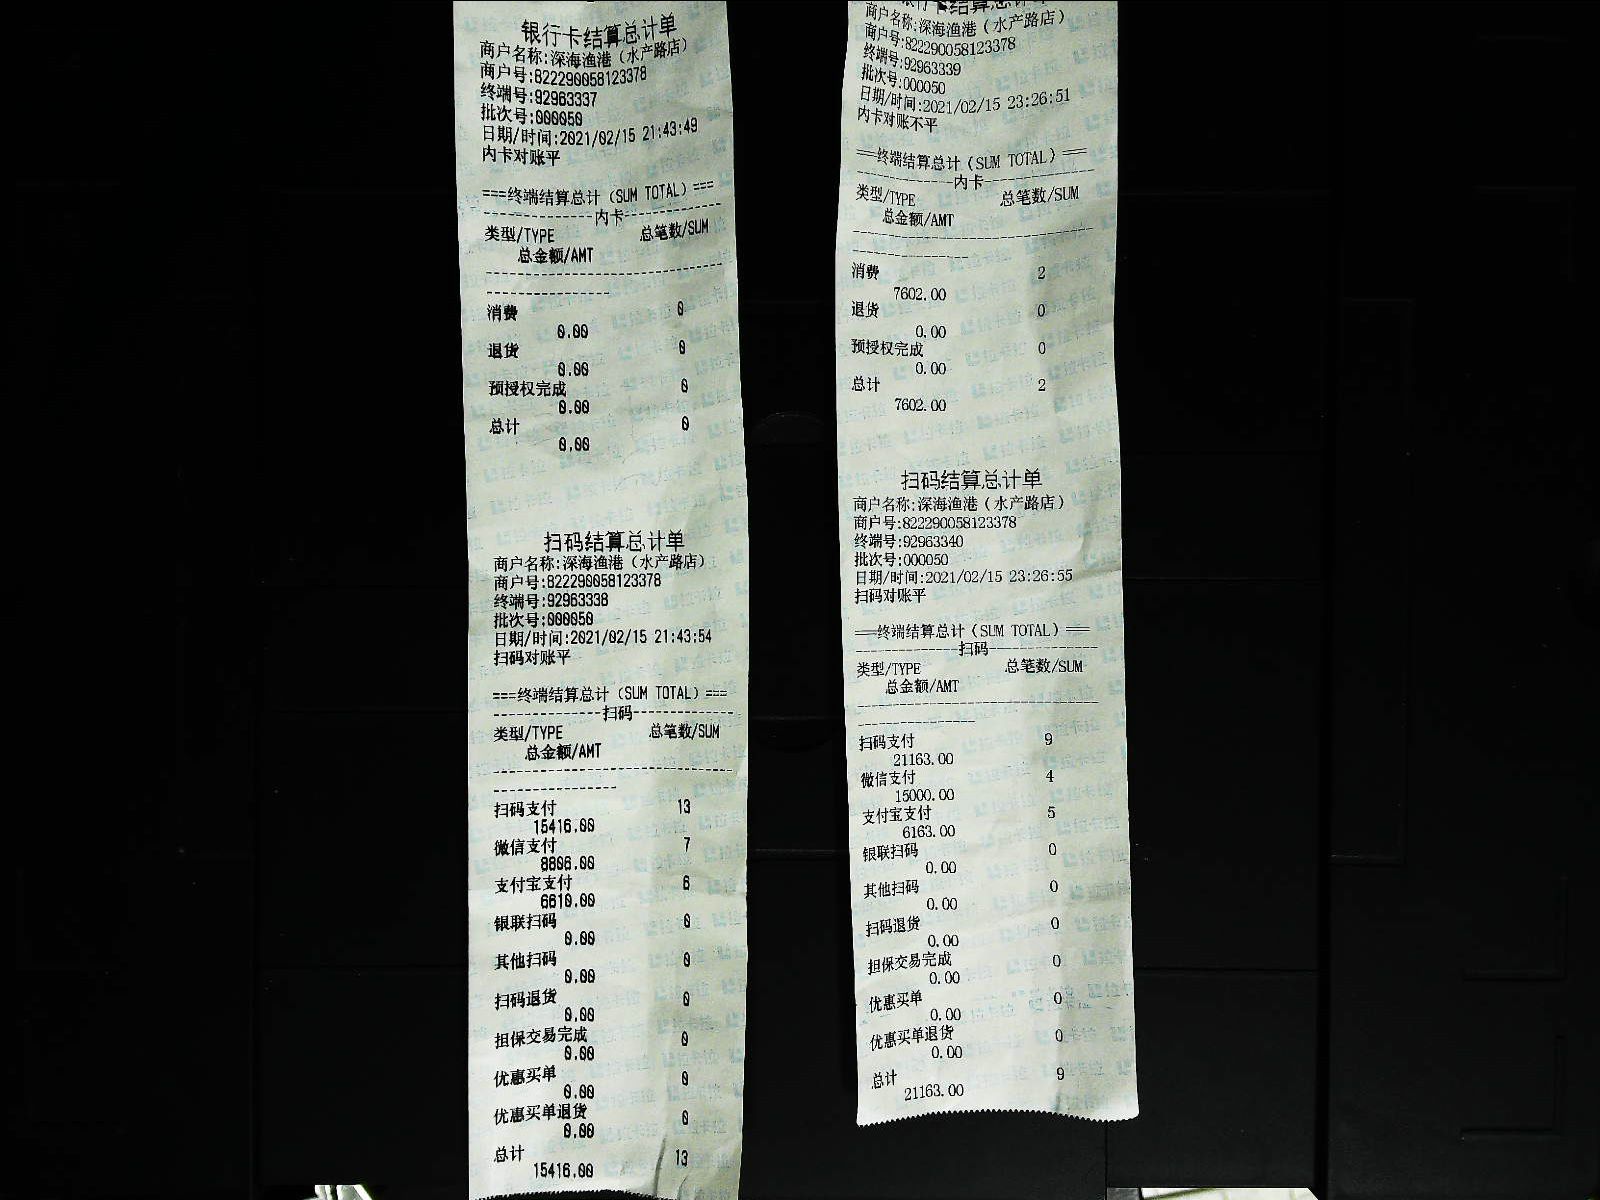 银行卡结算总计单
商户名称:深海渔港（水产路店）
商户号:822290058123378
终端号:92963337
批次号:000050
日期/时间:2021/02/15 21:43:49
内卡对账平
===终端结算总计（SUM TOTAL）===
内卡
类型/TYPE 总笔数/SUM
总金额/AMT
消费 0
0.00
退货 0
0.00
预授权完成 0
0.00
总计 0
0.00
扫码结算总计单
商户名称:深海渔港（水产路店）
商户号:822290058123378
终端号:92963338
批次号:000050
日期/时间:2021/02/15 21:43:54
扫码对账平
===终端结算总计（SUM TOTAL）===
扫码
类型/TYPE 总笔数/SUM
总金额/AMT
扫码支付 13
15416.00
微信支付 7
8806.00
支付宝支付 6
6610.00
银联扫码 0
0.00
其他扫码 0
0.00
扫码退货 0
0.00
担保交易完成 0
0.00
优惠买单 0
0.00
优惠买单退货 0
0.00
总计 13
15416.00
商户名称:深海渔港（水产路店）
商户号:822290058123378
终端号:92963339
批次号:000050
日期/时间:2021/02/15 23:26:51
内卡对账不平
===终端结算总计（SUM TOTAL）===
内卡
类型/TYPE 总笔数/SUM
总金额/AMT
消费 2
7602.00
退货 0
0.00
预授权完成 0
0.00
总计 2
7602.00
扫码结算总计单
商户名称:深海渔港（水产路店）
商户号:822290058123378
终端号:92963340
批次号:000050
日期/时间:2021/02/15 23:26:55
扫码对账平
===终端结算总计（SUM TOTAL）===
扫码
类型/TYPE 总笔数/SUM
总金额/AMT
扫码支付 9
21163.00
微信支付 4
15000.00
支付宝支付 5
6163.00
银联扫码 0
0.00
其他扫码 0
0.00
扫码退货 0
0.00
担保交易完成 0
0.00
优惠买单 0
0.00
优惠买单退货 0
0.00
总计 9
21163.00